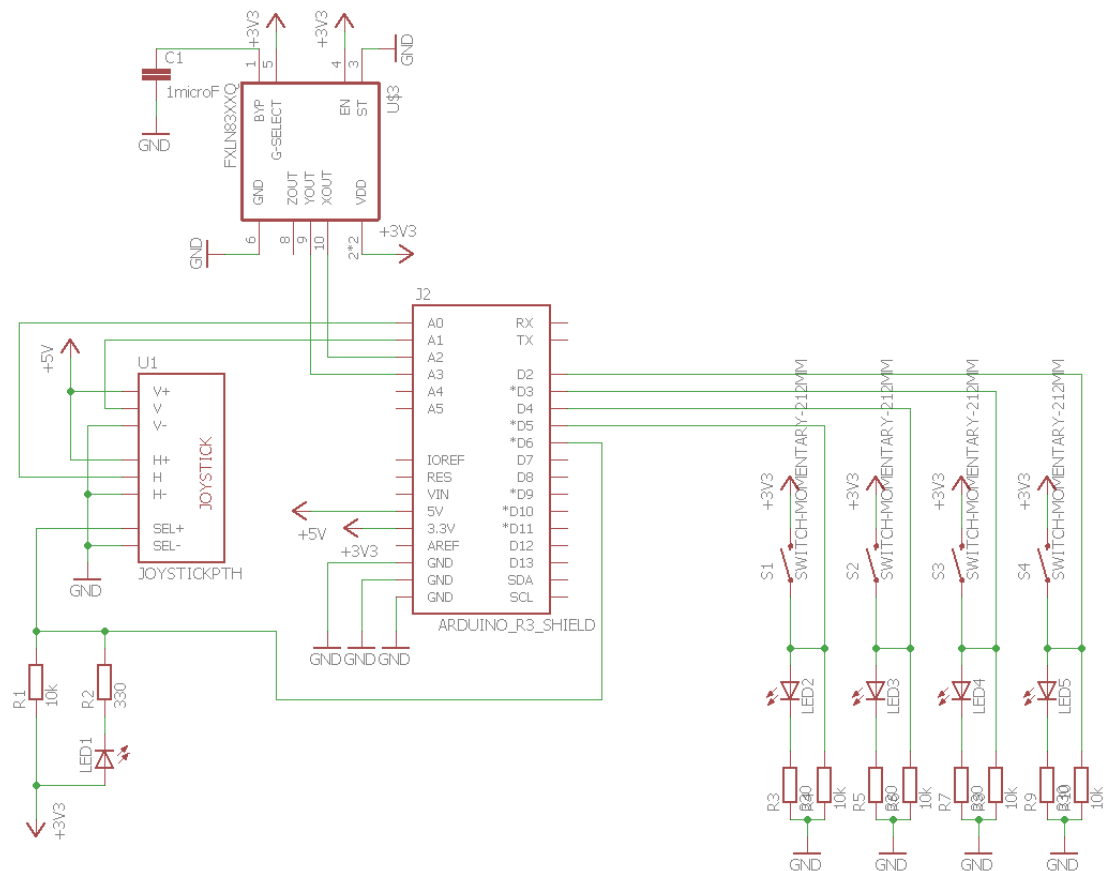 +3V3
+3V3
GND
C1
1microF
GND
1
5
4
3
BYP
G-SELECT
EN
ST
U$3
FXLN83XXQ
GND
ZOUT
YOUT
XOUT
VDD
6
8
9
10
2*2
GND
+3V3
J2
A0
A1
A2
A3
A4
A5
IOREF
RES
VIN
5V
3.3V
AREF
GND
GND
GND
RX
TX
D2
*D3
D4
*D5
*D6
D7
D8
*D9
*D10
*D11
D12
D13
SDA
SCL
ARDUINO_R3_SHIELD
+5V
+3V3
GND
GND
GND
+5V
U1
V+
V
V-
H+
H
H-
SEL+
SEL-
JOYSTICK
JOYSTICKPTH
GND
R1
10k
R2
330
LED1
+3V3
+3V3
+3V3
+3V3
+3V3
S1
SWITCH-MOMENTARY-212MM
S2
SWITCH-MOMENTARY-212MM
S3
SWITCH-MOMENTARY-212MM
S4
SWITCH-MOMENTARY-212MM
LED2
LED3
LED4
LED5
R3
10k
R5
10k
R7
10k
R9
10k
GND
GND
GND
GND